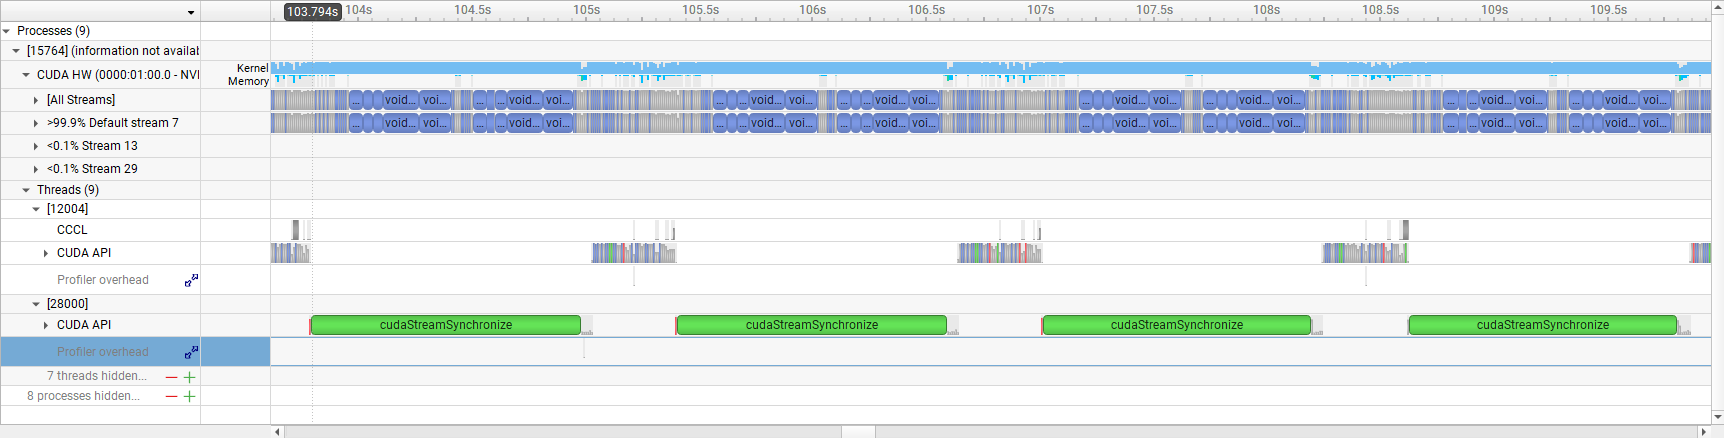 103.794s 104s 104.5s 105s 105.5s 106s 106.5s 107s 107.5s 108s 108.5s 109s 109.5s
Processes (9)
[15764] (information not availab
CUDA HW (0000:01:00.0 - NVI
Kernel
Memory
[All Streams]
... void... voi... ... ... void... voi... ... ... void... voi... ... ... void... voi... ... ... void... voi... ... ... void... voi... ... ... void... voi... ... ... void... voi...
>99.9% Default stream 7
... void... voi... ... ... void... voi... ... ... void... voi... ... ... void... voi... ... ... void... voi... ... ... void... voi... ... ... void... voi... ... ... void... voi...
<0.1% Stream 13
<0.1% Stream 29
Threads (9)
[12004]
CCCL
CUDA API
Profiler overhead
[28000]
CUDA API
cudaStreamSynchronize cudaStreamSynchronize cudaStreamSynchronize cudaStreamSynchronize
Profiler overhead
7 threads hidden... — +
8 processes hidden... — +